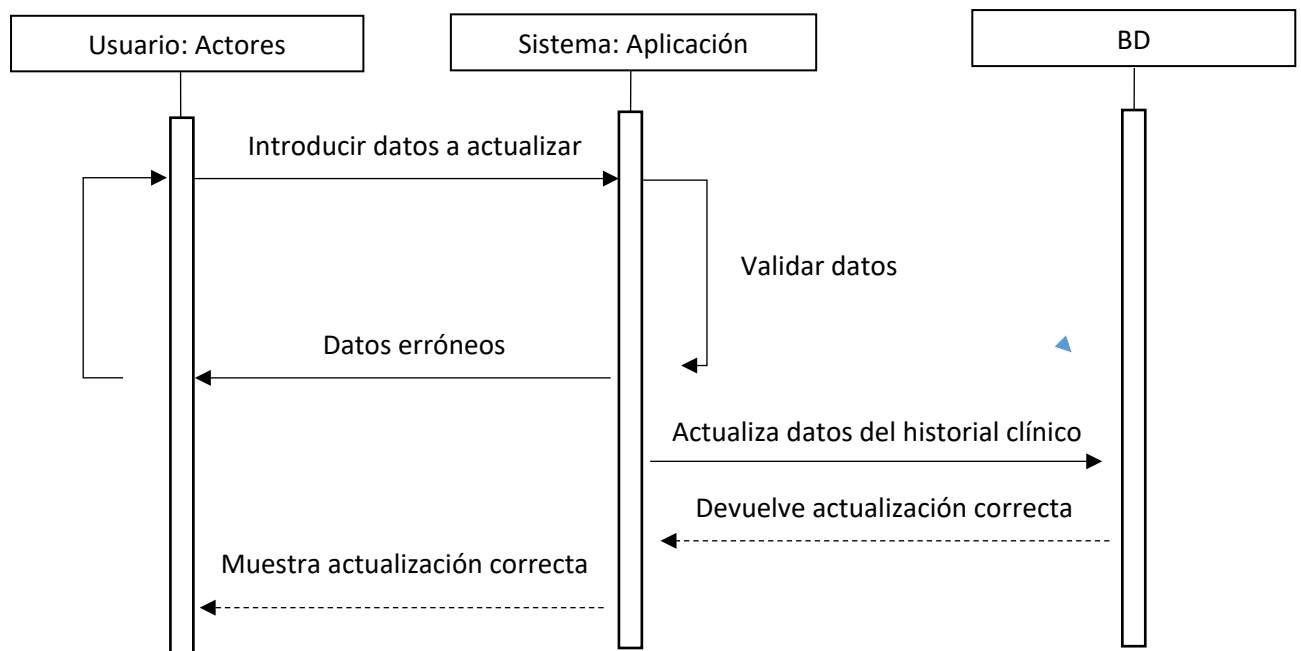 Usuario: Actores
Sistema: Aplicación
BD
Introducir datos a actualizar
Validar datos
Datos erróneos
Actualiza datos del historial clínico
Devuelve actualización correcta
Muestra actualización correcta